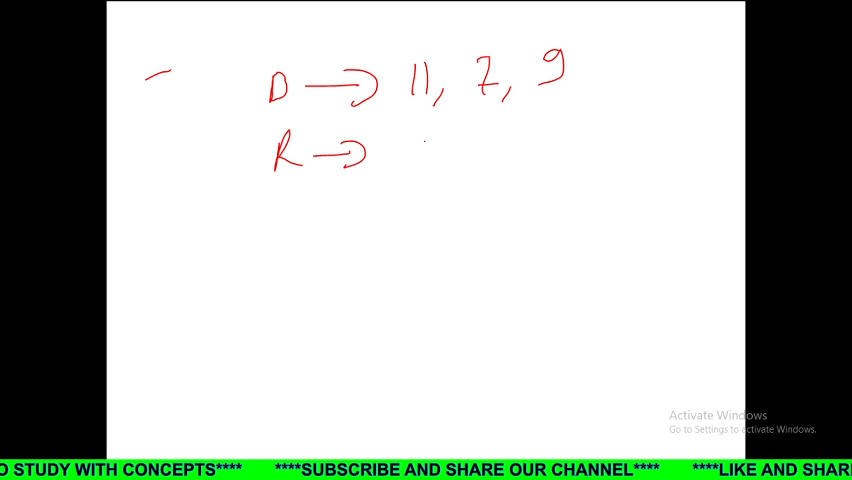 D → 11, 7, 9
R →
Activate Windows
Go to Settings to activate Windows.
O STUDY WITH CONCEPTS**** ****SUBSCRIBE AND SHARE OUR CHANNEL**** ****LIKE AND SHAR